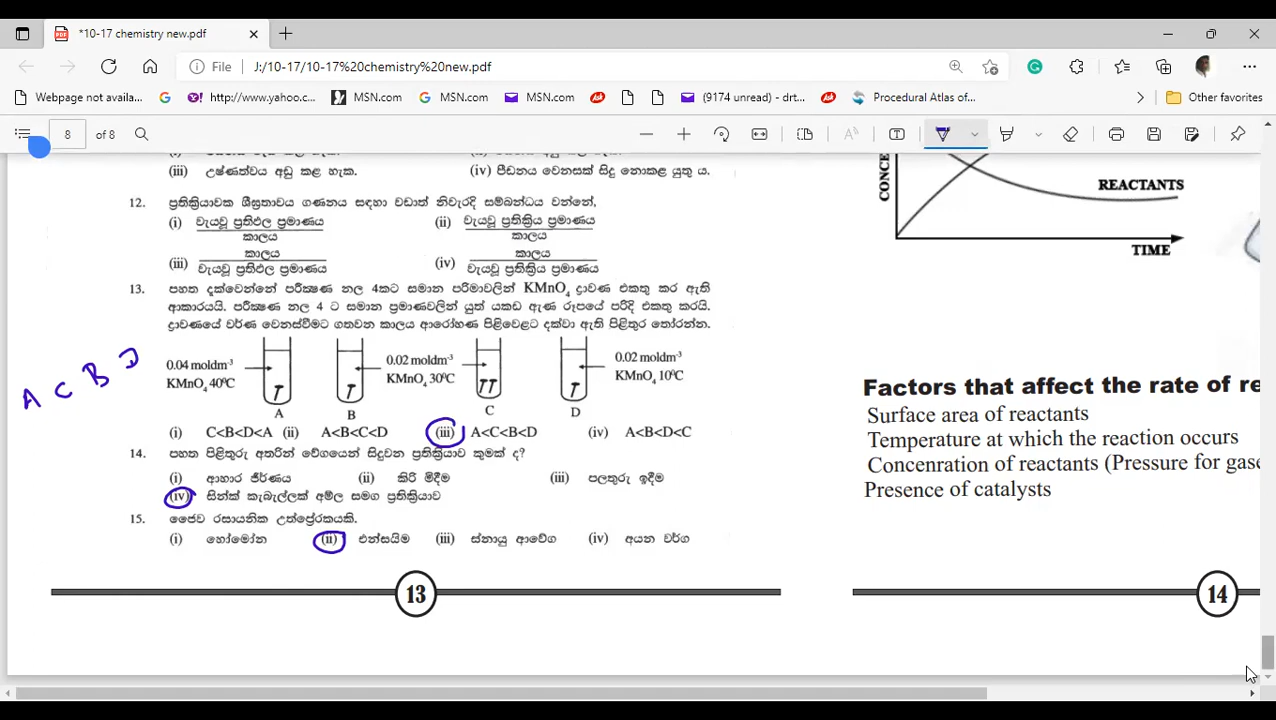 *10-17 chemistry new.pdf
File J:/10-17/10-17%20chemistry%20new.pdf
Webpage not availa... http://www.yahoo.c... MSN.com MSN.com MSN.com (9174 unread) - drt... Procedural Atlas of... Other favorites
8 of 8
(iii) උෂ්ණත්වය අඩු කළ හැක. (iv) පීඩනය වෙනසක් සිදු නොකළ යුතු ය.
12. ප්‍රතික්‍රියාවක ශීඝ්‍රතාවය ගණනය සඳහා වඩාත් නිවැරදි සම්බන්ධය වන්නේ,
(i) වැයවූ ප්‍රතිඵල ප්‍රමාණය (ii) වැයවූ ප්‍රතික්‍රිය ප්‍රමාණය
කාලය කාලය
(iii) කාලය (iv) කාලය
වැයවූ ප්‍රතිඵල ප්‍රමාණය වැයවූ ප්‍රතික්‍රිය ප්‍රමාණය
13. පහත දැක්වෙන්නේ පරීක්ෂණ නල 4කට සමාන පරිමාවලින් KMnO₄ ද්‍රාවණ එකතු කර ඇති
ආකාරයයි. පරීක්ෂණ නල 4 ට සමාන ප්‍රමාණවලින් යුත් යකඩ ඇණ රූපයේ පරිදි එකතු කරයි.
ද්‍රාවණයේ වර්ණ වෙනස්වීමට ගතවන කාලය ආරෝහණ පිළිවෙළට දක්වා ඇති පිළිතුර තෝරන්න.
A C B D
0.04 moldm⁻³ 0.02 moldm⁻³ 0.02 moldm⁻³
KMnO₄ 40⁰C KMnO₄ 30⁰C KMnO₄ 10⁰C
A B C D
(i) C<B<D<A (ii) A<B<C<D (iii) A<C<B<D (iv) A<B<D<C
14. පහත පිළිතුරු අතරින් වේගයෙන් සිදුවන ප්‍රතික්‍රියාව කුමක් ද?
(i) ආහාර ජීර්ණය (ii) කිරි මිදීම (iii) පලතුරු ඉදීම
(iv) සින්ක් කැබැල්ලක් අම්ල සමග ප්‍රතික්‍රියාව
15. ජෛව රසායනික උත්ප්‍රේරකයකි.
(i) හෝමෝන (ii) එන්සයිම (iii) ස්නායු ආවේග (iv) අයන වර්ග
13
CONCE
REACTANTS
TIME
Factors that affect the rate of re
Surface area of reactants
Temperature at which the reaction occurs
Concenration of reactants (Pressure for gase
Presence of catalysts
14